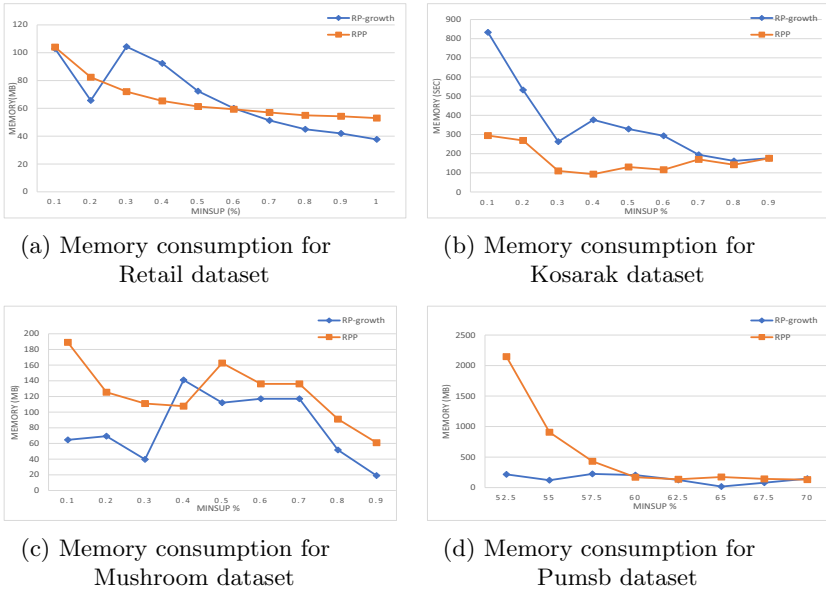 RP-growth
RPP
120
100
80
60
40
20
0
MEMORY(MB)
0.1 0.2 0.3 0.4 0.5 0.6 0.7 0.8 0.9 1
MINSUP (%)
(a) Memory consumption for
Retail dataset
RP-growth
RPP
900
800
700
600
500
400
300
200
100
0
MEMORY (SEC)
0.1 0.2 0.3 0.4 0.5 0.6 0.7 0.8 0.9
MINSUP %
(b) Memory consumption for
Kosarak dataset
RP-growth
RPP
200
180
160
140
120
100
80
60
40
20
0
MEMORY (MB)
0.1 0.2 0.3 0.4 0.5 0.6 0.7 0.8 0.9
MINSUP %
(c) Memory consumption for
Mushroom dataset
RP-growth
RPP
2500
2000
1500
1000
500
0
MEMORY (MB)
52.5 55 57.5 60 62.5 65 67.5 70
MINSUP %
(d) Memory consumption for
Pumsb dataset